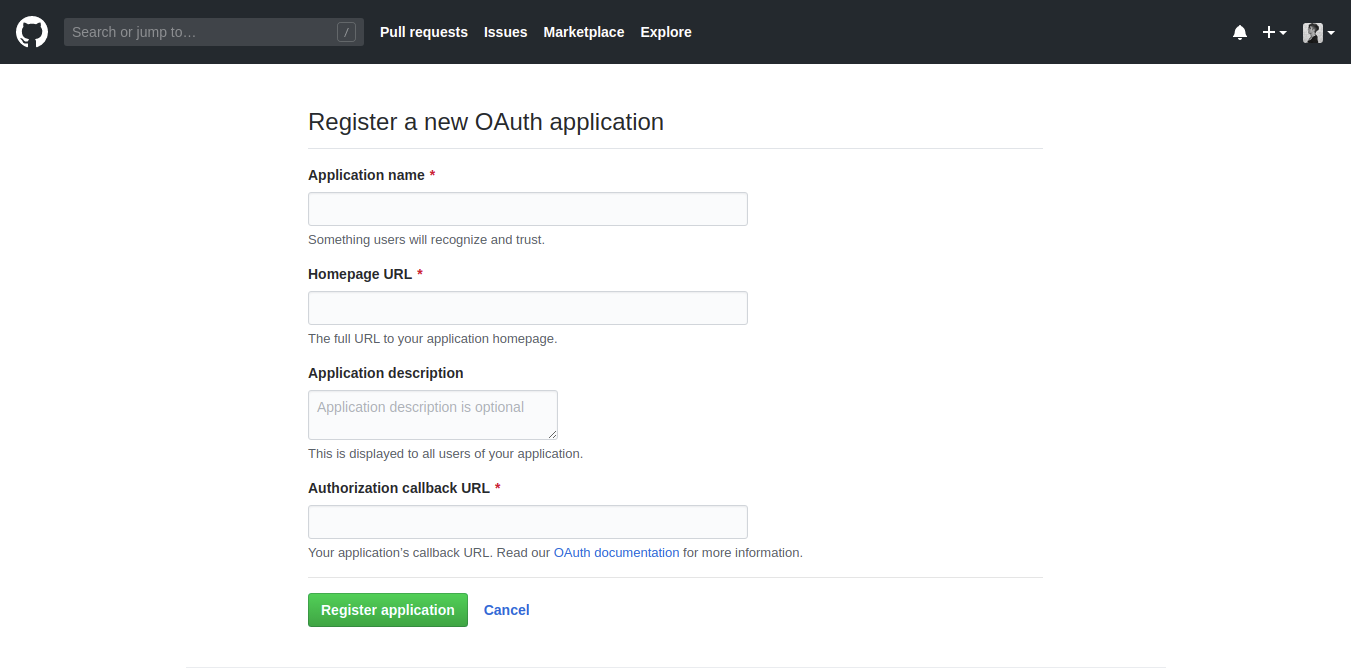 Search or jump to…
/
Pull requests
Issues
Marketplace
Explore
Register a new OAuth application
Application name *
Something users will recognize and trust.
Homepage URL *
The full URL to your application homepage.
Application description
Application description is optional
This is displayed to all users of your application.
Authorization callback URL *
Your application’s callback URL. Read our OAuth documentation for more information.
Register application
Cancel